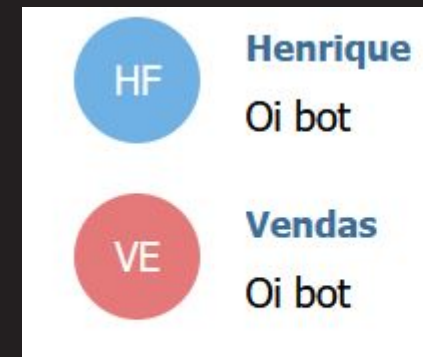 HF
Henrique
Oi bot
VE
Vendas
Oi bot